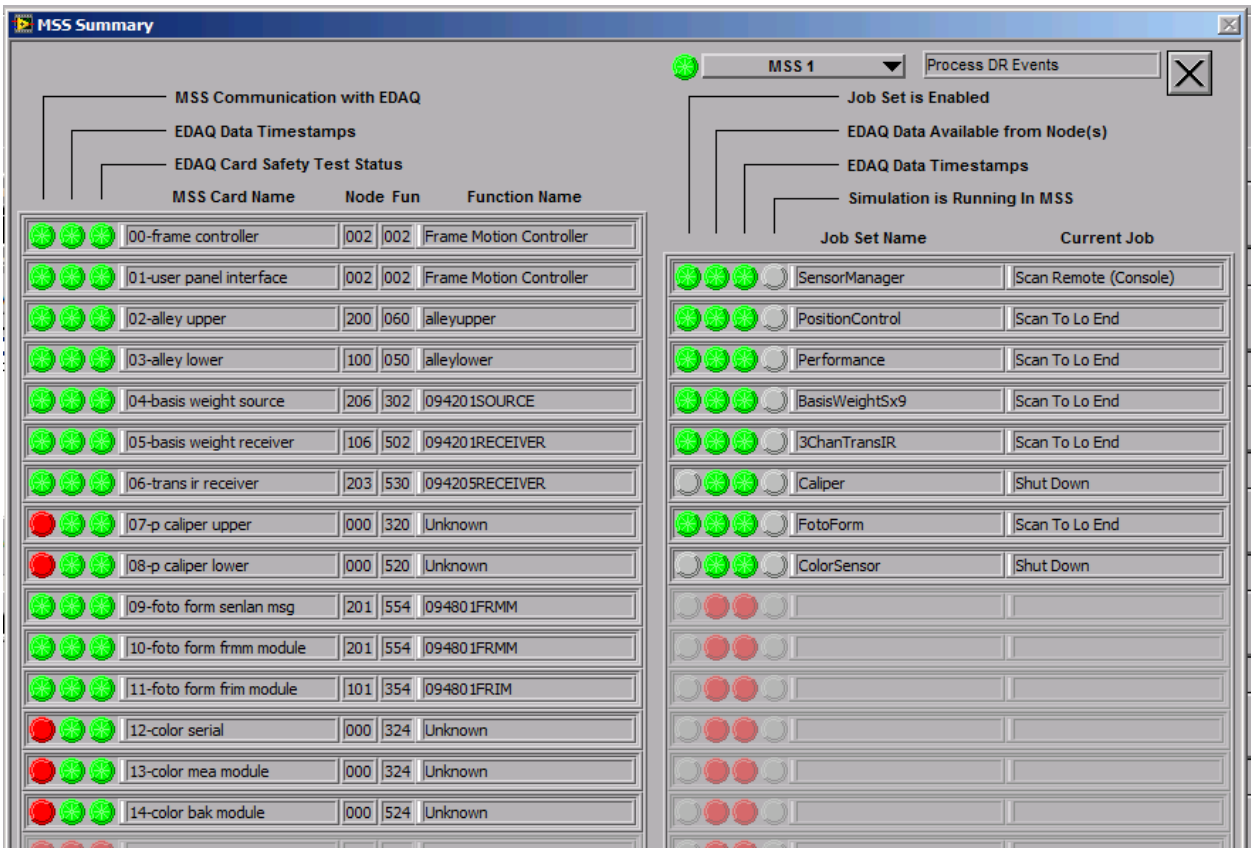 MSS Summary
MSS 1
Process DR Events
MSS Communication with EDAQ
EDAQ Data Timestamps
EDAQ Card Safety Test Status
MSS Card Name Node Fun Function Name
00-frame controller 002 002 Frame Motion Controller
01-user panel interface 002 002 Frame Motion Controller
02-alley upper 200 060 alleyupper
03-alley lower 100 050 alleylower
04-basis weight source 206 302 094201SOURCE
05-basis weight receiver 106 502 094201RECEIVER
06-trans ir receiver 203 530 094205RECEIVER
07-p caliper upper 000 320 Unknown
08-p caliper lower 000 520 Unknown
09-foto form senlan msg 201 554 094801FRMM
10-foto form frmm module 201 554 094801FRMM
11-foto form frim module 101 354 094801FRIM
12-color serial 000 324 Unknown
13-color mea module 000 324 Unknown
14-color bak module 000 524 Unknown
Job Set is Enabled
EDAQ Data Available from Node(s)
EDAQ Data Timestamps
Simulation is Running In MSS
Job Set Name Current Job
SensorManager Scan Remote (Console)
PositionControl Scan To Lo End
Performance Scan To Lo End
BasisWeightSx9 Scan To Lo End
3ChanTransIR Scan To Lo End
Caliper Shut Down
FotoForm Scan To Lo End
ColorSensor Shut Down